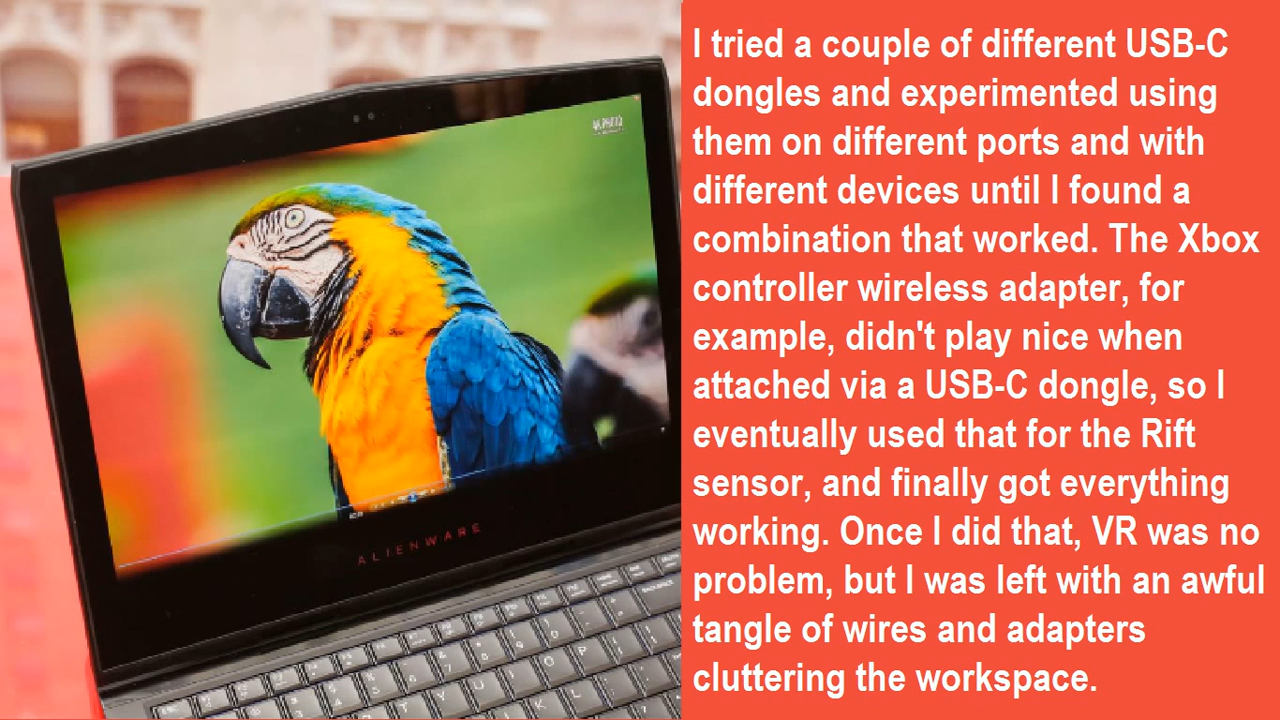 I tried a couple of different USB-C
dongles and experimented using
them on different ports and with
different devices until I found a
combination that worked. The Xbox
controller wireless adapter, for
example, didn't play nice when
attached via a USB-C dongle, so I
eventually used that for the Rift
sensor, and finally got everything
working. Once I did that, VR was no
problem, but I was left with an awful
tangle of wires and adapters
cluttering the workspace.
ALIENWARE